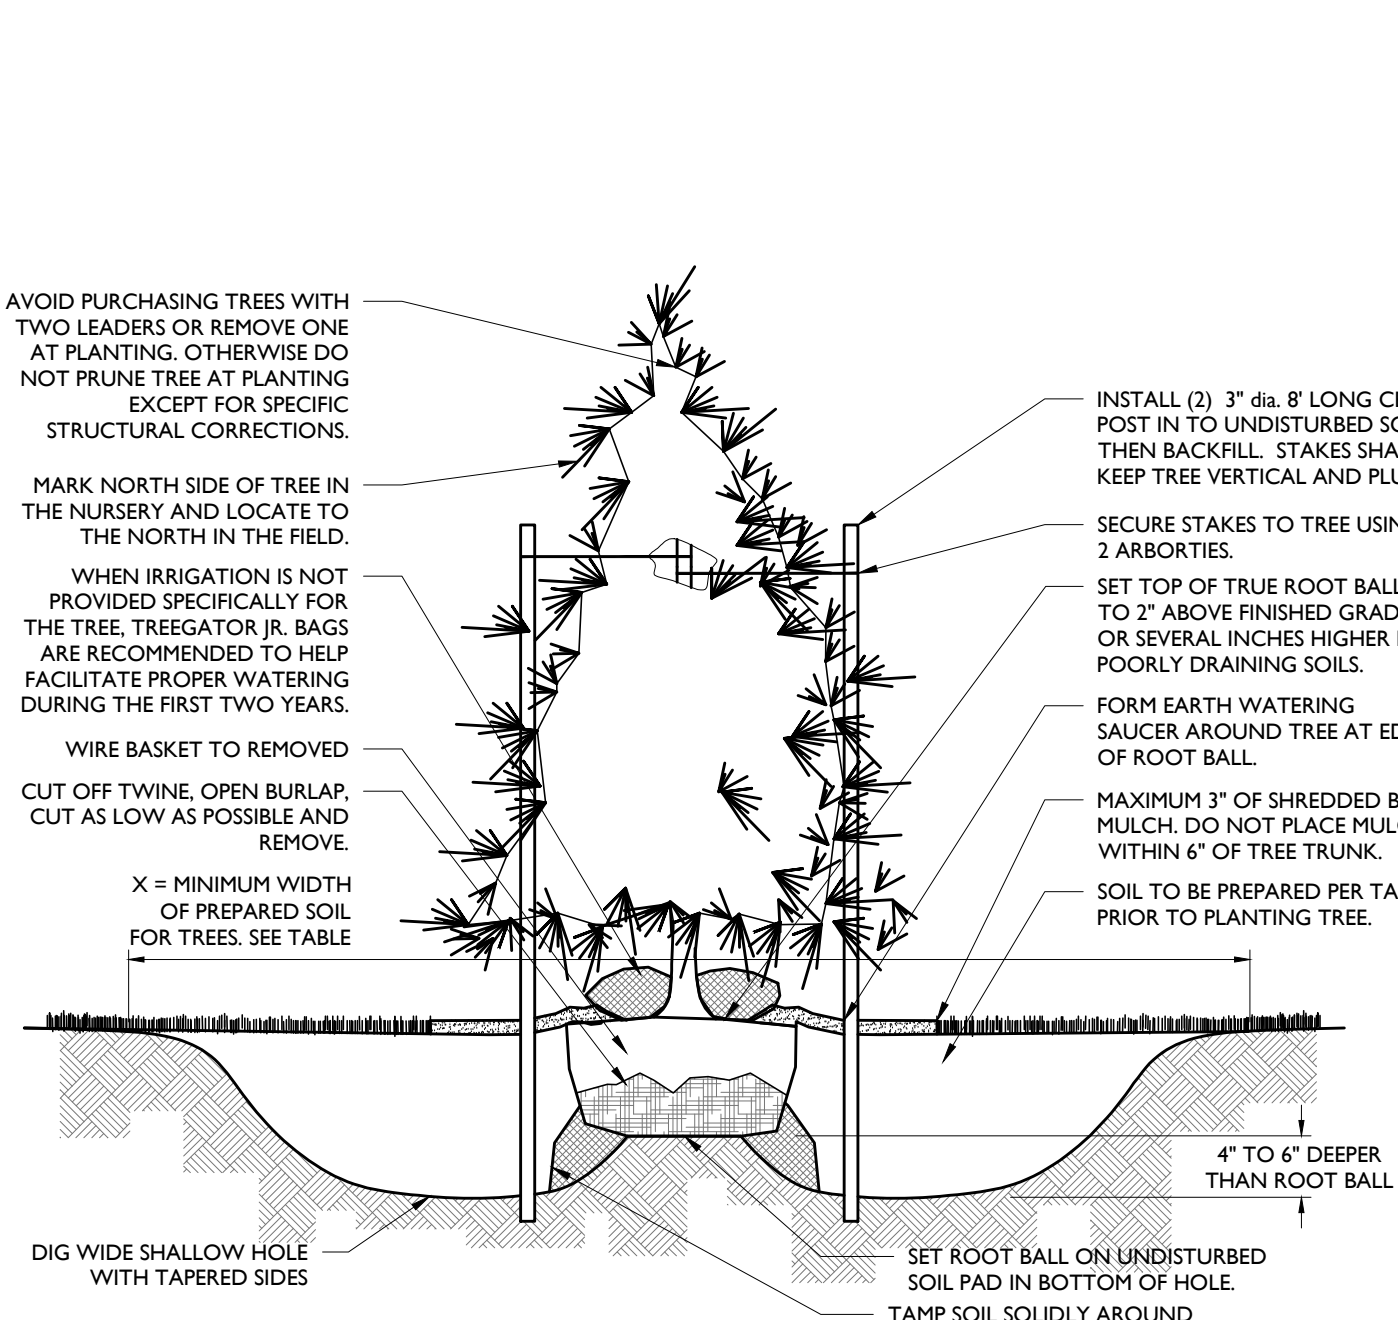 AVOID PURCHASING TREES WITH
TWO LEADERS OR REMOVE ONE
AT PLANTING. OTHERWISE DO
NOT PRUNE TREE AT PLANTING
EXCEPT FOR SPECIFIC
STRUCTURAL CORRECTIONS.
MARK NORTH SIDE OF TREE IN
THE NURSERY AND LOCATE TO
THE NORTH IN THE FIELD.
WHEN IRRIGATION IS NOT
PROVIDED SPECIFICALLY FOR
THE TREE, TREEGATOR JR. BAGS
ARE RECOMMENDED TO HELP
FACILITATE PROPER WATERING
DURING THE FIRST TWO YEARS.
WIRE BASKET TO REMOVED
CUT OFF TWINE, OPEN BURLAP,
CUT AS LOW AS POSSIBLE AND
REMOVE.
X = MINIMUM WIDTH
OF PREPARED SOIL
FOR TREES. SEE TABLE
DIG WIDE SHALLOW HOLE
WITH TAPERED SIDES
INSTALL (2) 3" dia. 8' LONG
POST IN TO UNDISTURBED
THEN BACKFILL. STAKES
KEEP TREE VERTICAL AND
SECURE STAKES TO TREE
2 ARBORTIES.
SET TOP OF TRUE ROOT BALL
TO 2" ABOVE FINISHED
OR SEVERAL INCHES HIGHER
POORLY DRAINING SOILS.
FORM EARTH WATERING
SAUCER AROUND TREE AT
OF ROOT BALL.
MAXIMUM 3" OF SHREDDED
MULCH. DO NOT PLACE
WITHIN 6" OF TREE TRUNK.
SOIL TO BE PREPARED PER
PRIOR TO PLANTING TREE.
4" TO 6" DEEPER
THAN ROOT BALL
SET ROOT BALL ON UNDISTURBED
SOIL PAD IN BOTTOM OF HOLE.
TAMP SOIL SOLIDLY AROUND